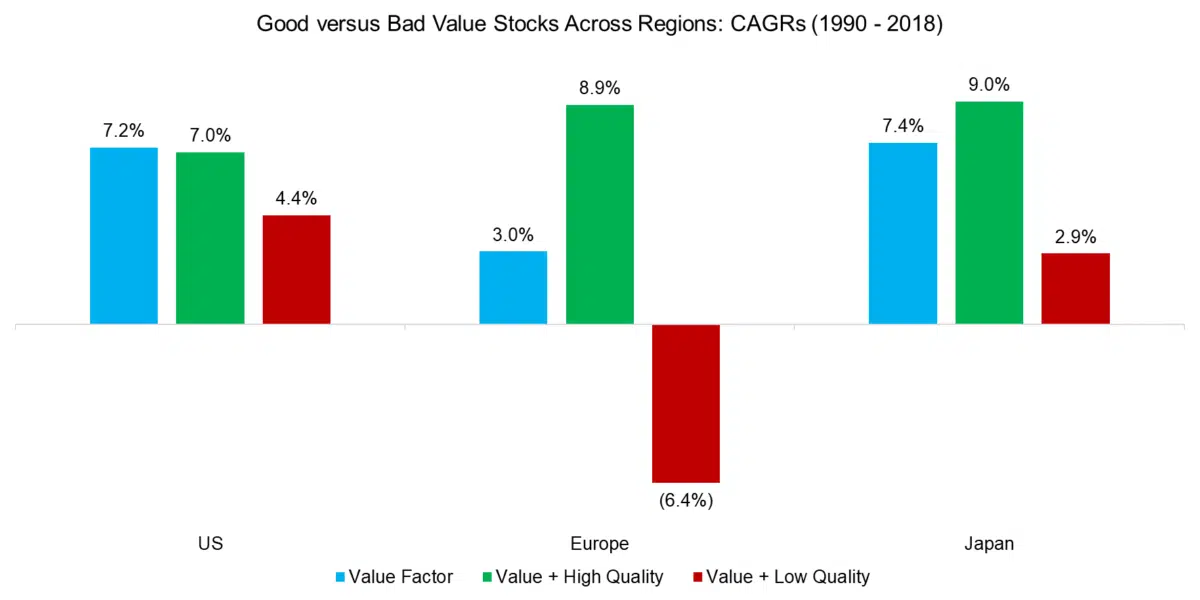 Good versus Bad Value Stocks Across Regions: CAGRs (1990 - 2018)
7.2%
7.0%
4.4%
3.0%
8.9%
(6.4%)
7.4%
9.0%
2.9%
US
Europe
Japan
Value Factor
Value + High Quality
Value + Low Quality